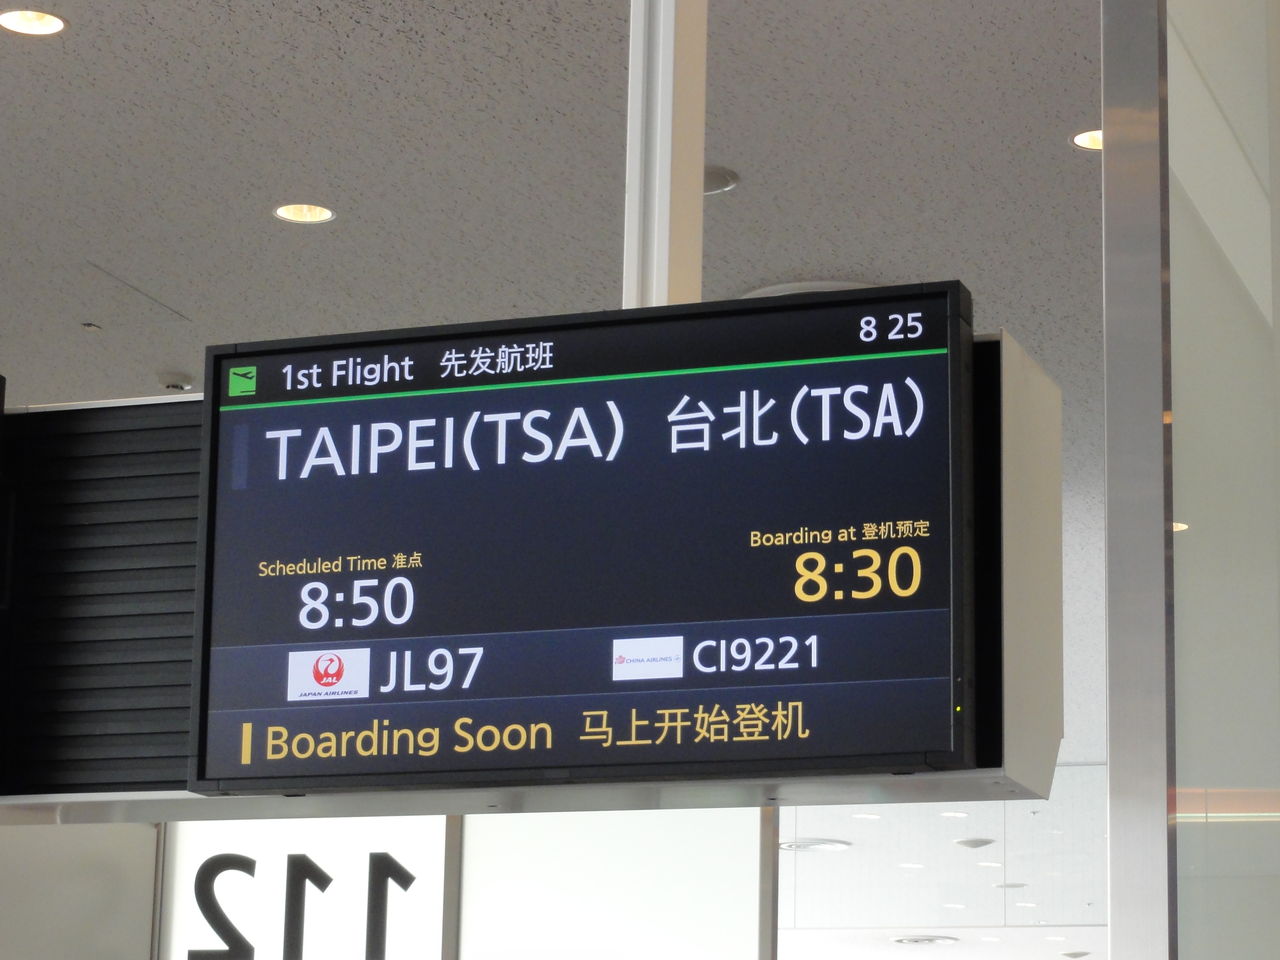 1st Flight 先发航班 8 25
TAIPEI(TSA) 台北(TSA)
Scheduled Time 准点 Boarding at 登机预定
8:50 8:30
JAL JAPAN AIRLINES JL97 CHINA AIRLINES CI9221
Boarding Soon 马上开始登机
112